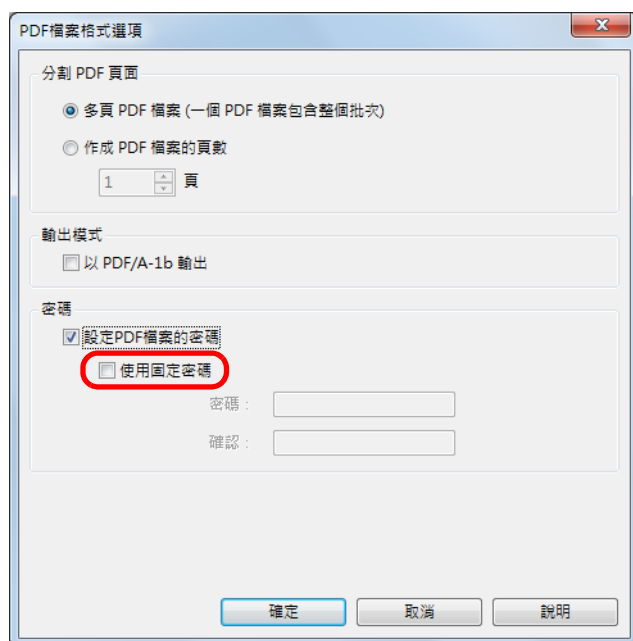 PDF檔案格式選項
分割 PDF 頁面
多頁 PDF 檔案 (一個 PDF 檔案包含整個批次)
作成 PDF 檔案的頁數
1 頁
輸出模式
以 PDF/A-1b 輸出
密碼
設定PDF檔案的密碼
使用固定密碼
密碼：
確認：
確定 取消 說明